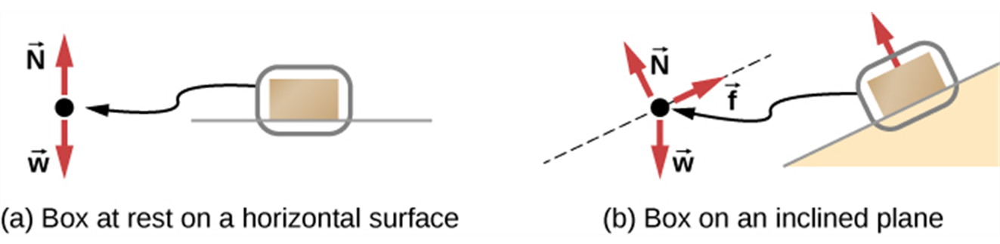 N⃗
w⃗
(a) Box at rest on a horizontal surface
N⃗
f⃗
w⃗
(b) Box on an inclined plane